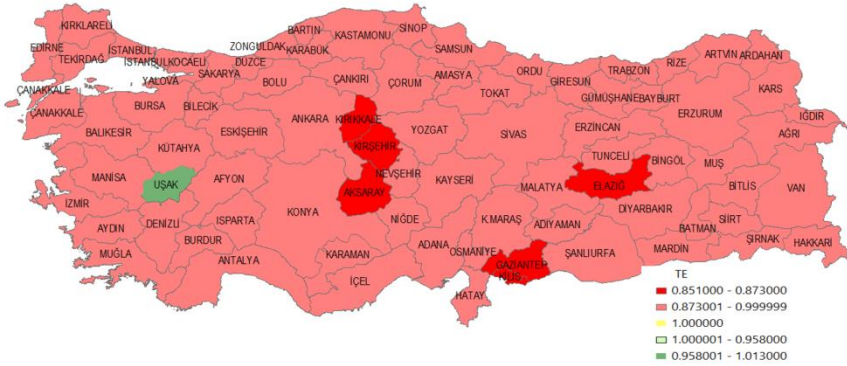 KIRKLARELİ
EDİRNE
TEKİRDAĞ
İSTANBUL
İSTANBULKOCAELİ
YALOVA
SAKARYA
DÜZCE
ZONGULDAK
BARTIN
KARABÜK
KASTAMONU
SİNOP
SAMSUN
BOLU
ÇANKIRI
ÇORUM
AMASYA
ORDU
GİRESUN
TRABZON
RİZE
ARTVİN
ARDAHAN
ÇANAKKALE
ÇANAKKALE
BURSA
BİLECİK
TOKAT
GÜMÜŞHANE
BAYBURT
KARS
IĞDIR
ANKARA
KIRIKKALE
YOZGAT
SİVAS
ERZİNCAN
ERZURUM
AĞRI
BALIKESİR
KÜTAHYA
ESKİŞEHİR
KIRŞEHİR
TUNCELİ
BİNGÖL
MUŞ
MANİSA
UŞAK
AFYON
AKSARAY
NEVŞEHİR
KAYSERİ
MALATYA
ELAZIĞ
BİTLİS
VAN
İZMİR
KONYA
DİYARBAKIR
AYDIN
DENİZLİ
ISPARTA
NİĞDE
K.MARAŞ
ADIYAMAN
BATMAN
SİİRT
BURDUR
MUĞLA
ANTALYA
KARAMAN
ADANA
OSMANİYE
GAZİANTEP
ŞANLIURFA
MARDİN
ŞIRNAK
HAKKARİ
İÇEL
KİLİS
HATAY
TE
0.851000 - 0.873000
0.873001 - 0.999999
1.000000
1.000001 - 0.958000
0.958001 - 1.013000